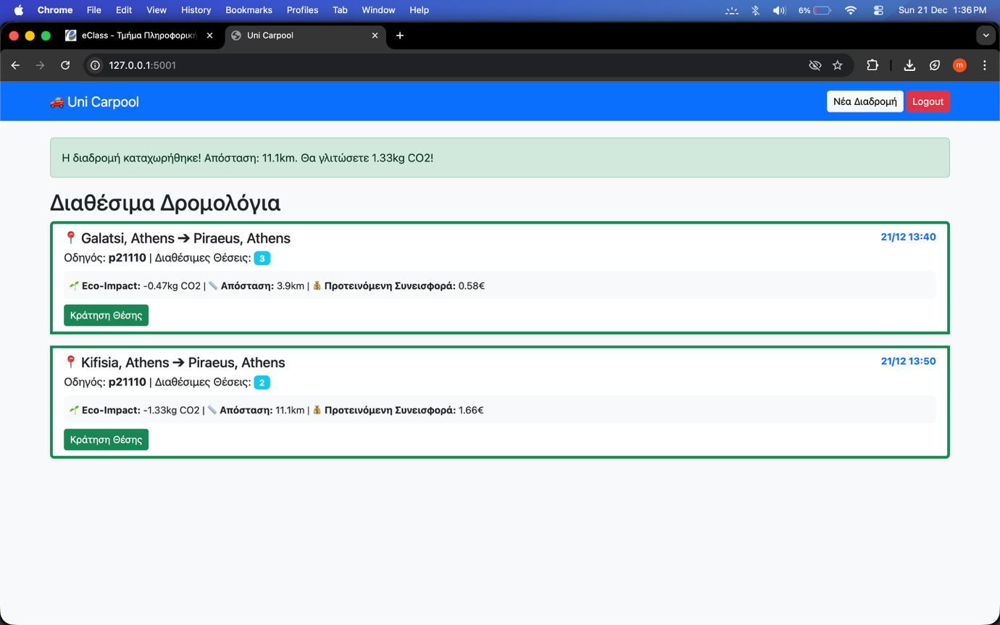 Chrome File Edit View History Bookmarks Profiles Tab Window Help 6% Sun 21 Dec 1:36 PM
eClass - Τμήμα Πληροφορική Uni Carpool
127.0.0.1:5001 m
🚗 Uni Carpool Νέα Διαδρομή Logout
Η διαδρομή καταχωρήθηκε! Απόσταση: 11.1km. Θα γλιτώσετε 1.33kg CO2!
Διαθέσιμα Δρομολόγια
📍 Galatsi, Athens ➔ Piraeus, Athens 21/12 13:40
Οδηγός: p21110 | Διαθέσιμες Θέσεις: 3
🌱 Eco-Impact: -0.47kg CO2 | 📏 Απόσταση: 3.9km | 💰 Προτεινόμενη Συνεισφορά: 0.58€
Κράτηση Θέσης
📍 Kifisia, Athens ➔ Piraeus, Athens 21/12 13:50
Οδηγός: p21110 | Διαθέσιμες Θέσεις: 2
🌱 Eco-Impact: -1.33kg CO2 | 📏 Απόσταση: 11.1km | 💰 Προτεινόμενη Συνεισφορά: 1.66€
Κράτηση Θέσης